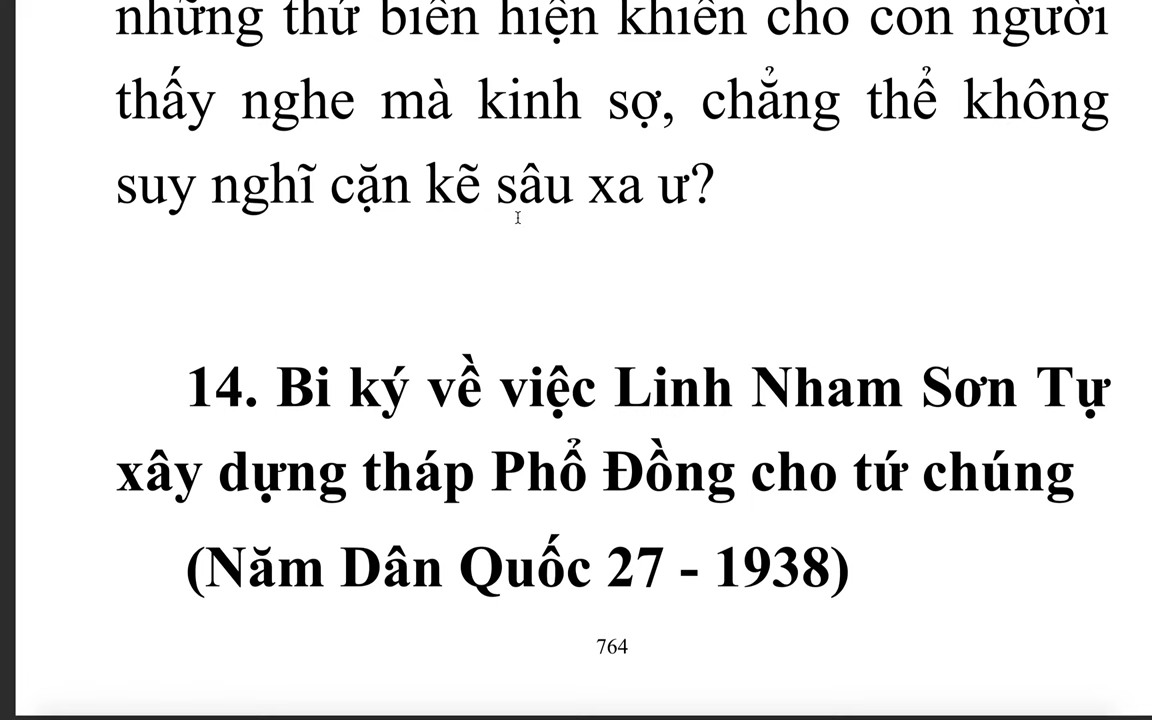 những thứ biến hiện khiến cho con người
thấy nghe mà kinh sợ, chẳng thể không
suy nghĩ cặn kẽ sâu xa ư?
14. Bi ký về việc Linh Nham Sơn Tự
xây dựng tháp Phổ Đồng cho tứ chúng
(Năm Dân Quốc 27 - 1938)
764